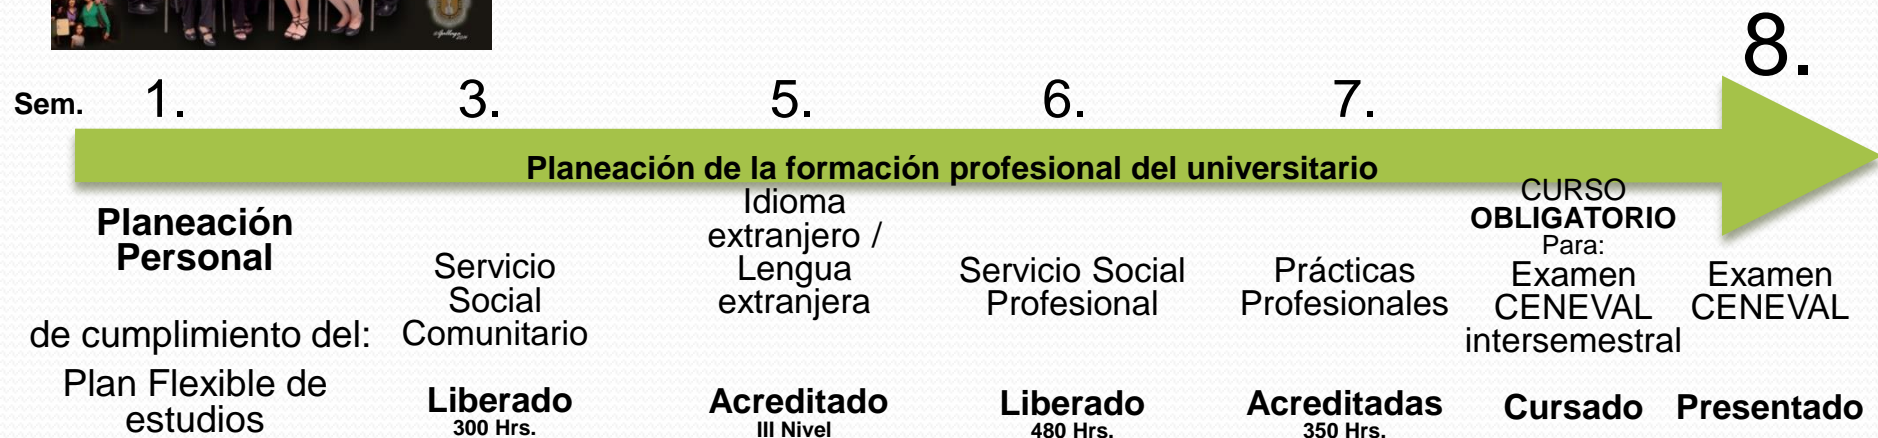 8.
Sem. 1. 3. 5. 6. 7.
Planeación de la formación profesional del universitario
Planeación
Personal
de cumplimiento del:
Plan Flexible de
estudios
Servicio
Social
Comunitario
Liberado
300 Hrs.
Idioma
extranjero /
Lengua
extranjera
Acreditado
III Nivel
Servicio Social
Profesional
Liberado
480 Hrs.
Prácticas
Profesionales
Acreditadas
350 Hrs.
CURSO
OBLIGATORIO
Para:
Examen
CENEVAL
intersemestral
Cursado
Examen
CENEVAL
Presentado